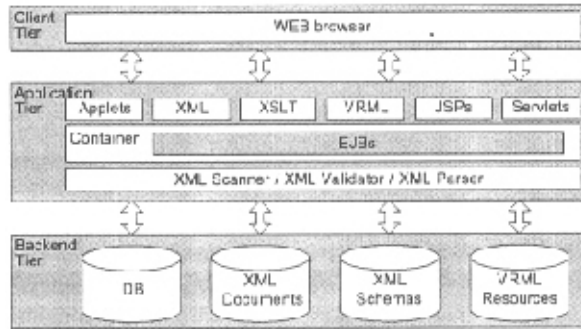 Client
Tier
WEB browser
Application
Tier
Applets XML XSLT VRML JSPs Servlets
Container
EJBs
XML Scanner / XML Validator / XML Parser
Backend
Tier
DB
XML
Documents
XML
Schemas
VRML
Resources